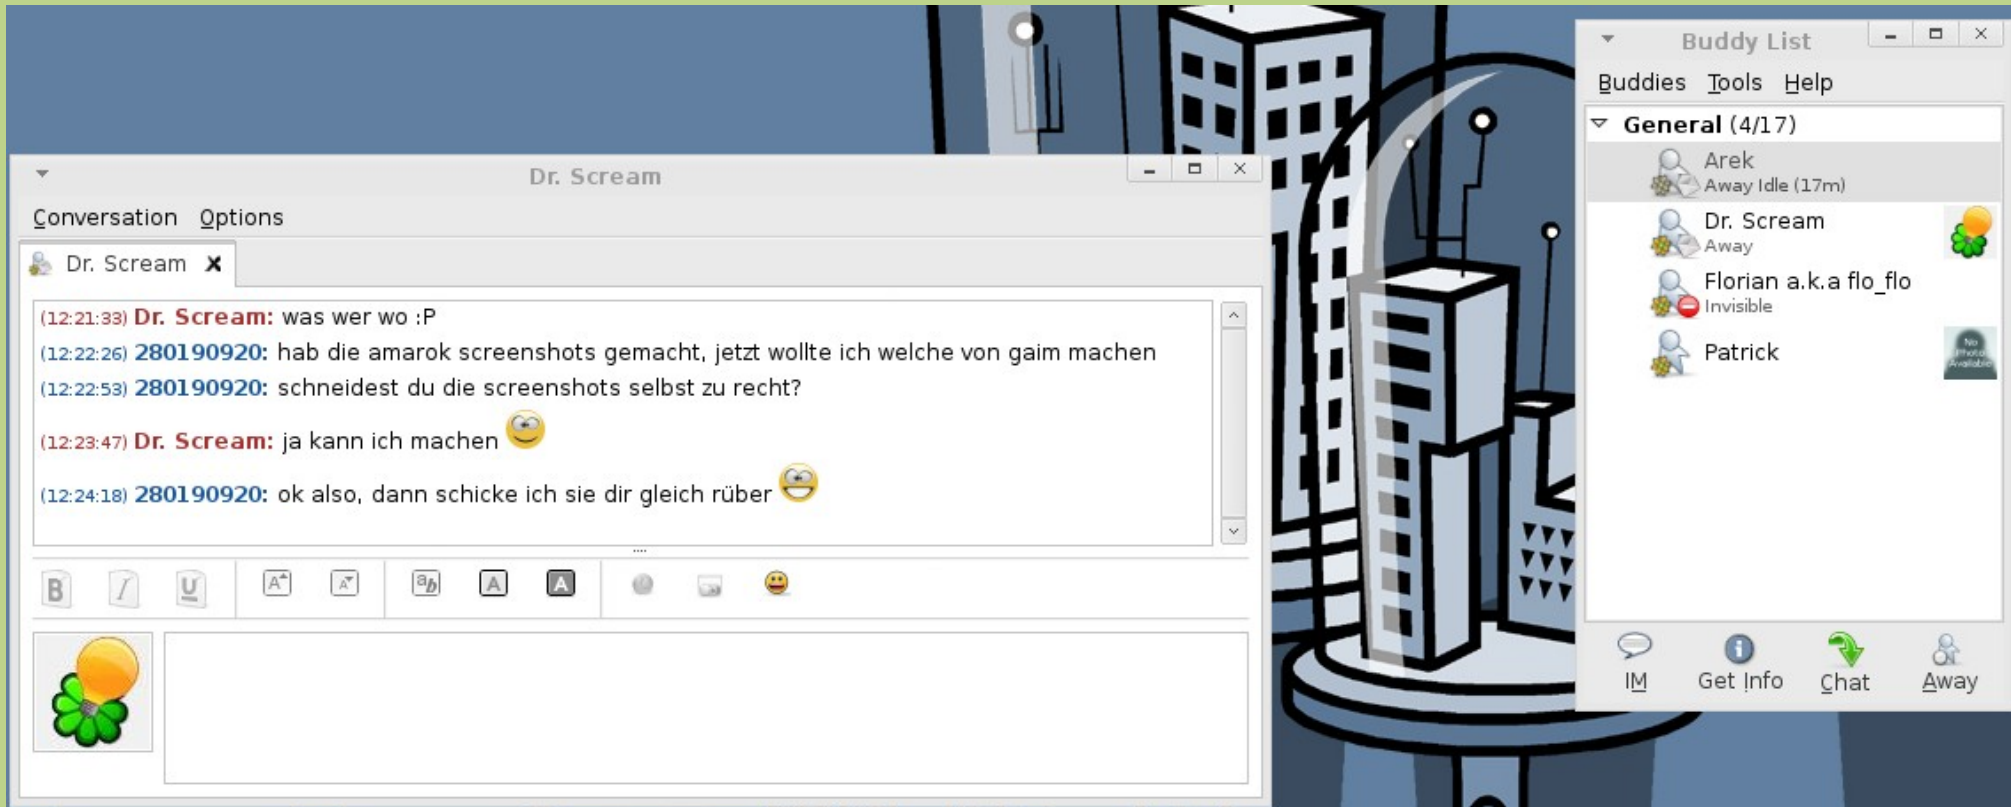 Dr. Scream
Conversation Options
Dr. Scream
(12:21:33) Dr. Scream: was wer wo :P
(12:22:26) 280190920: hab die amarok screenshots gemacht, jetzt wollte ich welche von gaim machen
(12:22:53) 280190920: schneidest du die screenshots selbst zu recht?
(12:23:47) Dr. Scream: ja kann ich machen
(12:24:18) 280190920: ok also, dann schicke ich sie dir gleich rüber
B I U A A ab A A
Buddy List
Buddies Tools Help
General (4/17)
Arek
Away Idle (17m)
Dr. Scream
Away
Florian a.k.a flo_flo
Invisible
Patrick
No
Photo
Available
IM Get Info Chat Away